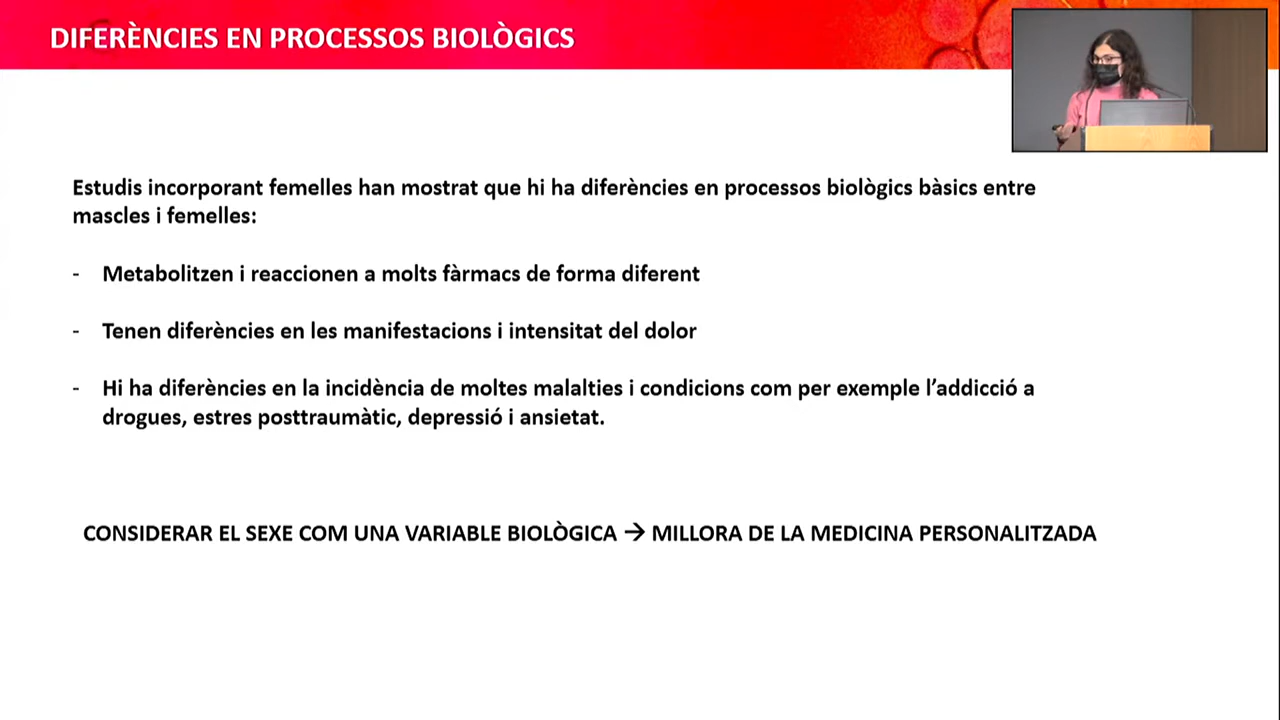 DIFERÈNCIES EN PROCESSOS BIOLÒGICS
Estudis incorporant femelles han mostrat que hi ha diferències en processos biològics bàsics entre
mascles i femelles:
- Metabolitzen i reaccionen a molts fàrmacs de forma diferent
- Tenen diferències en les manifestacions i intensitat del dolor
- Hi ha diferències en la incidència de moltes malalties i condicions com per exemple l’addicció a
drogues, estres posttraumàtic, depressió i ansietat.
CONSIDERAR EL SEXE COM UNA VARIABLE BIOLÒGICA → MILLORA DE LA MEDICINA PERSONALITZADA